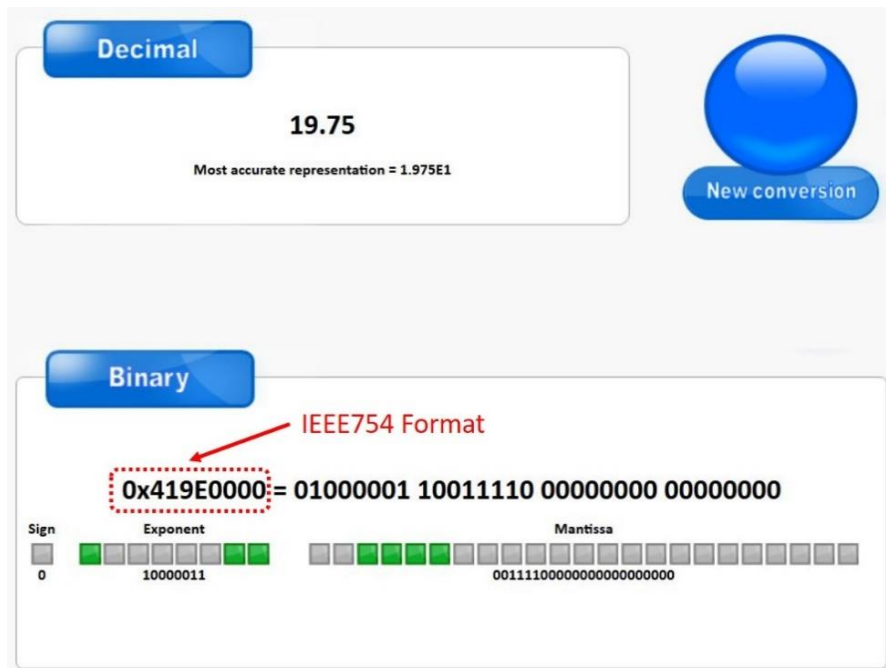 Decimal
19.75
Most accurate representation = 1.975E1
New conversion
Binary
IEEE754 Format
0x419E0000 = 01000001 10011110 00000000 00000000
Sign Exponent Mantissa
0 10000011 00111100000000000000000